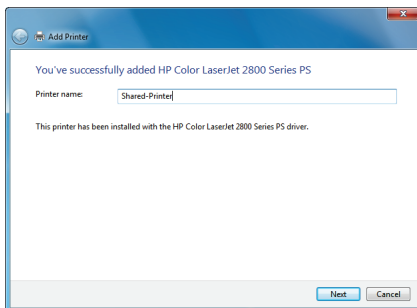 Add Printer
You've successfully added HP Color LaserJet 2800 Series PS
Printer name:
Shared-Printer
This printer has been installed with the HP Color LaserJet 2800 Series PS driver.
Next
Cancel